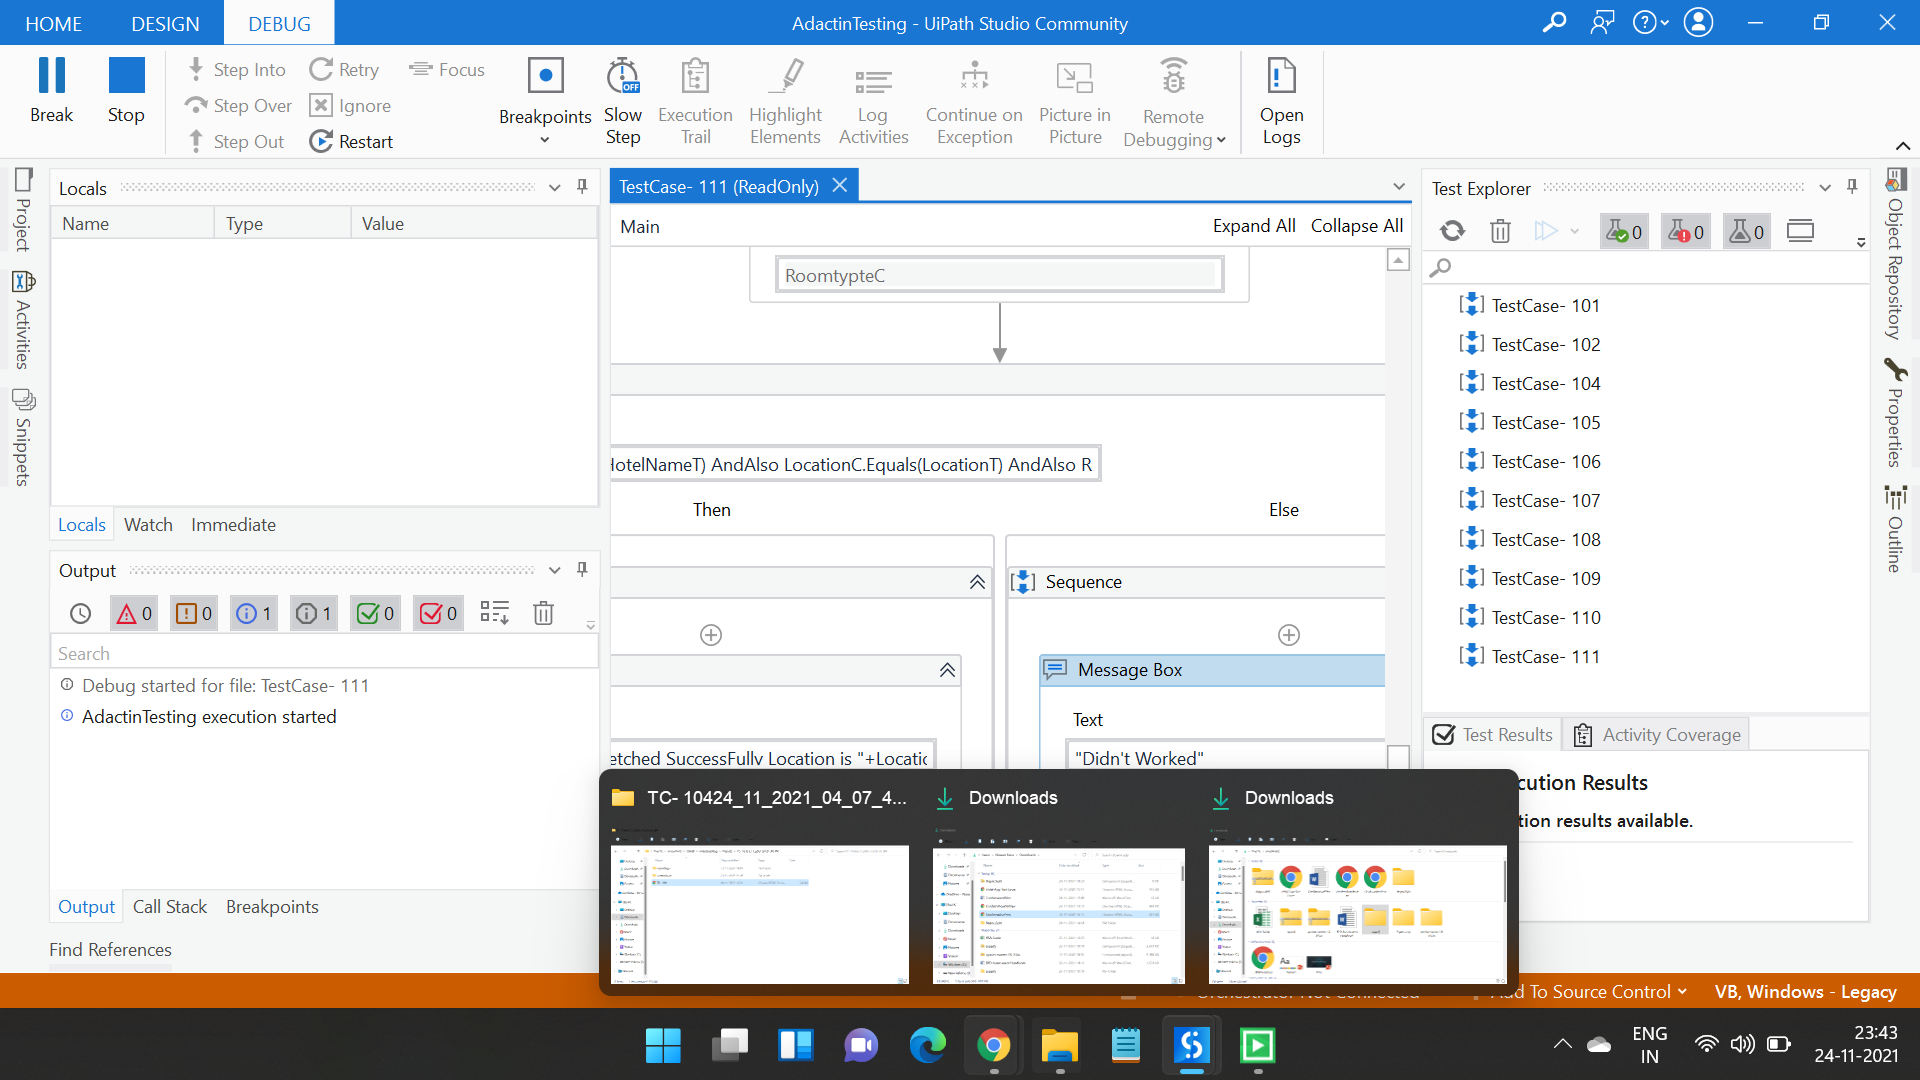 HOME
DESIGN
DEBUG
AdactinTesting - UiPath Studio Community
Break
Stop
Step Into
Step Over
Step Out
Retry
Ignore
Restart
Focus
Breakpoints
Slow
Step
Execution
Trail
Highlight
Elements
Log
Activities
Continue on
Exception
Picture in
Picture
Remote
Debugging
Open
Logs
Project
Activities
Snippets
Locals
Name
Type
Value
Locals
Watch
Immediate
Output
0
0
1
1
0
0
Search
Debug started for file: TestCase- 111
AdactinTesting execution started
Output
Call Stack
Breakpoints
Find References
TestCase- 111 (ReadOnly)
Main
Expand All
Collapse All
RoomtypteC
HotelNameT) AndAlso LocationC.Equals(LocationT) AndAlso R
Then
Else
Sequence
Message Box
Text
etched SuccessFully Location is "+Locatic
"Didn't Worked"
Test Explorer
0
0
0
TestCase- 101
TestCase- 102
TestCase- 104
TestCase- 105
TestCase- 106
TestCase- 107
TestCase- 108
TestCase- 109
TestCase- 110
TestCase- 111
Test Results
Activity Coverage
cution Results
tion results available.
Object Repository
Properties
Outline
TC- 10424_11_2021_04_07_4...
Downloads
Downloads
Orchestrator Not Connected
Add To Source Control
VB, Windows - Legacy
ENG
IN
23:43
24-11-2021